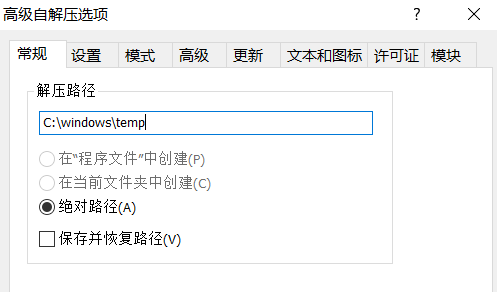 高级自解压选项 ?
常规 设置 模式 高级 更新 文本和图标 许可证 模块
解压路径
C:\windows\temp
在“程序文件”中创建(P)
在当前文件夹中创建(C)
绝对路径(A)
保存并恢复路径(V)